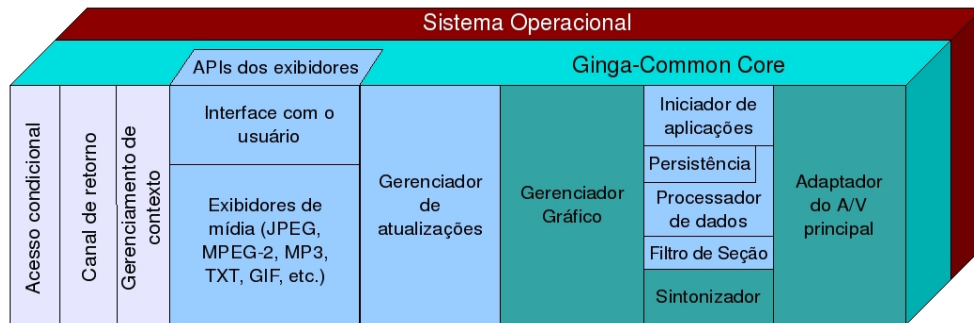 Sistema Operacional
APIs dos exibidores
Ginga-Common Core
Acesso condicional
Canal de retorno
Gerenciamento de
contexto
Interface com o
usuário
Exibidores de
mídia (JPEG,
MPEG-2, MP3,
TXT, GIF, etc.)
Gerenciador
de
atualizações
Gerenciador
Gráfico
Iniciador de
aplicações
Persistência
Processador
de dados
Filtro de Seção
Sintonizador
Adaptador
do A/V
principal